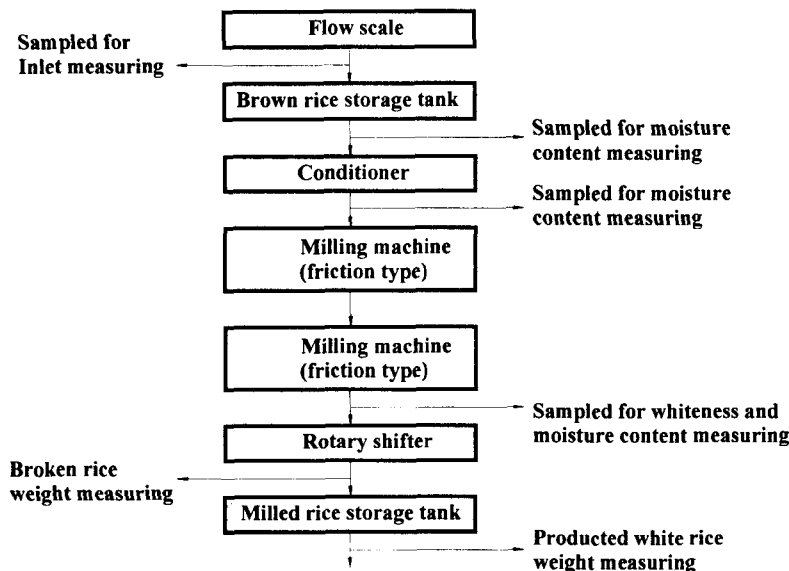 Flow scale
Sampled for
Inlet measuring
Brown rice storage tank
Sampled for moisture
content measuring
Conditioner
Sampled for moisture
content measuring
Milling machine
(friction type)
Milling machine
(friction type)
Sampled for whiteness and
moisture content measuring
Rotary shifter
Broken rice
weight measuring
Milled rice storage tank
Producted white rice
weight measuring